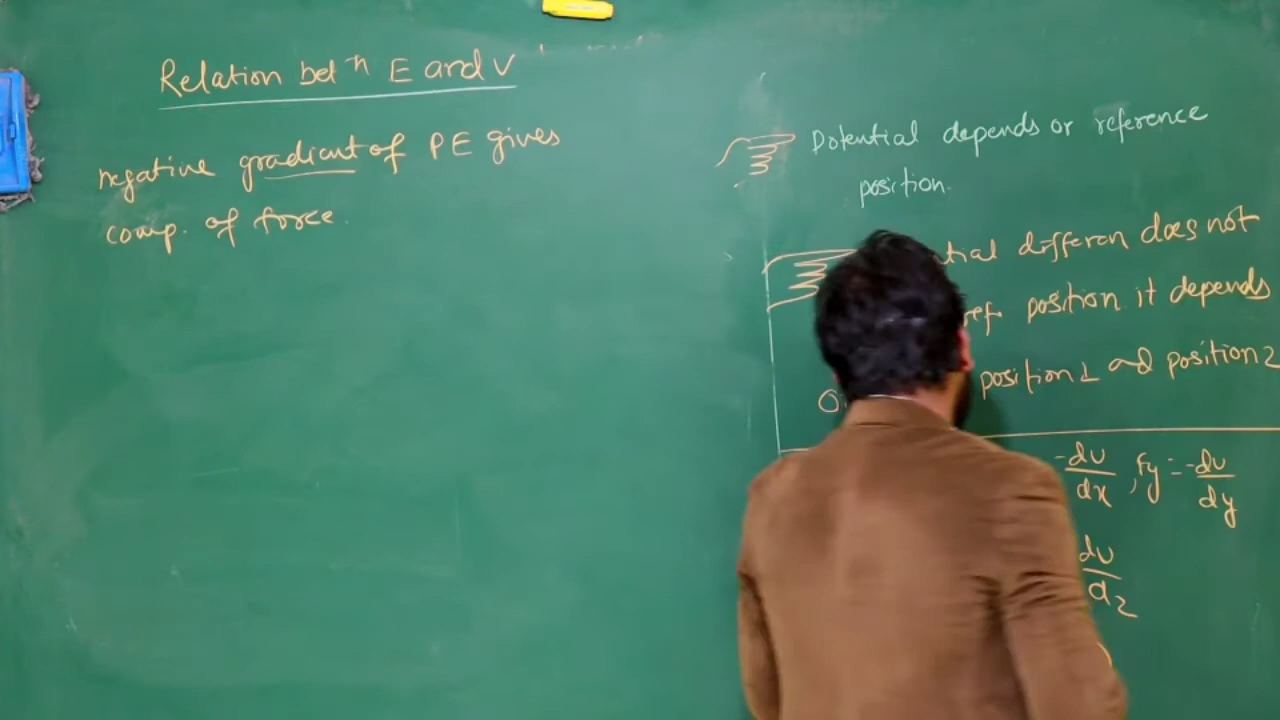 Relation betⁿ E and V
negative gradient of PE gives
comp. of force.
Potential depends or reference
position.
tial differen does not
ref. position. it depends
position 1 and position 2
-dU/dx, Fy = -dU/dy
dU/dz